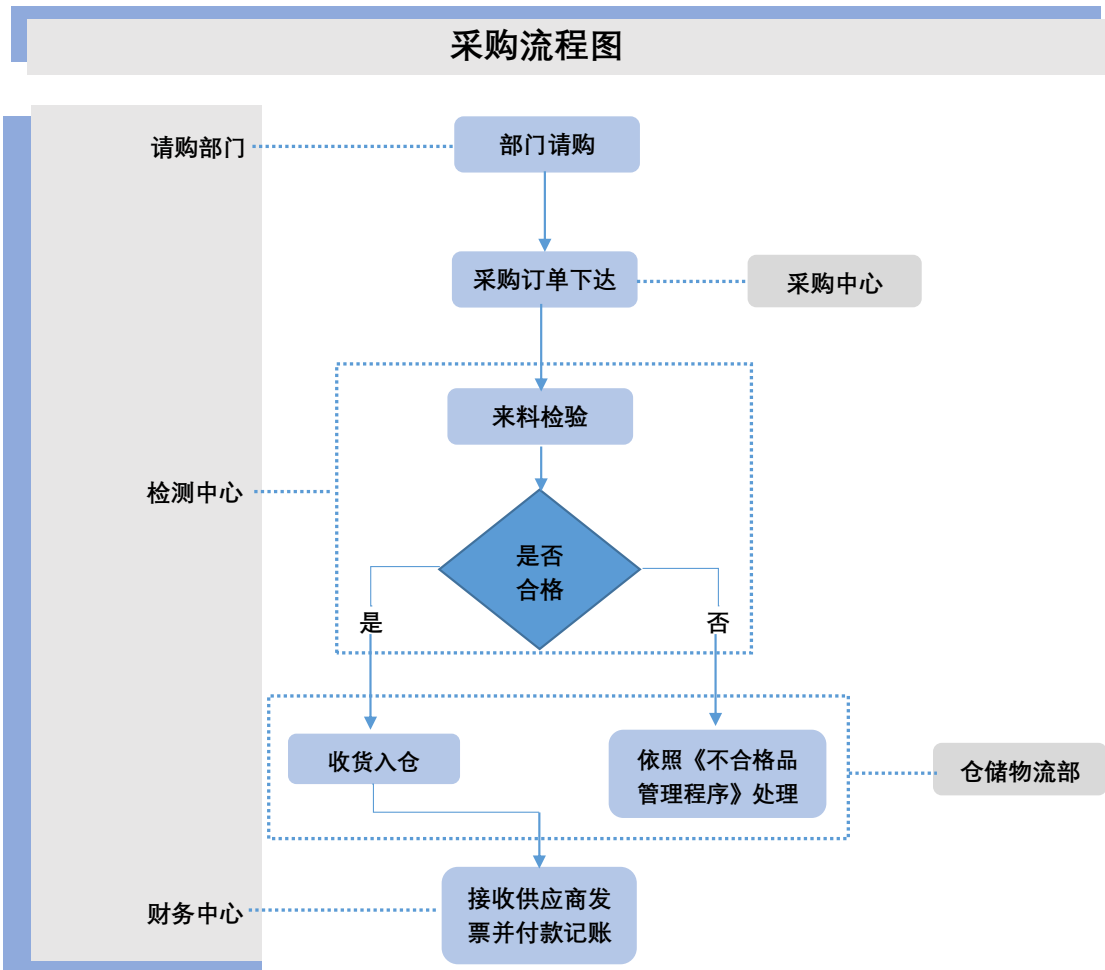 采购流程图
请购部门
部门请购
采购订单下达
采购中心
来料检验
检测中心
是否
合格
是
否
收货入仓
依照《不合格品
管理程序》处理
仓储物流部
财务中心
接收供应商发
票并付款记账